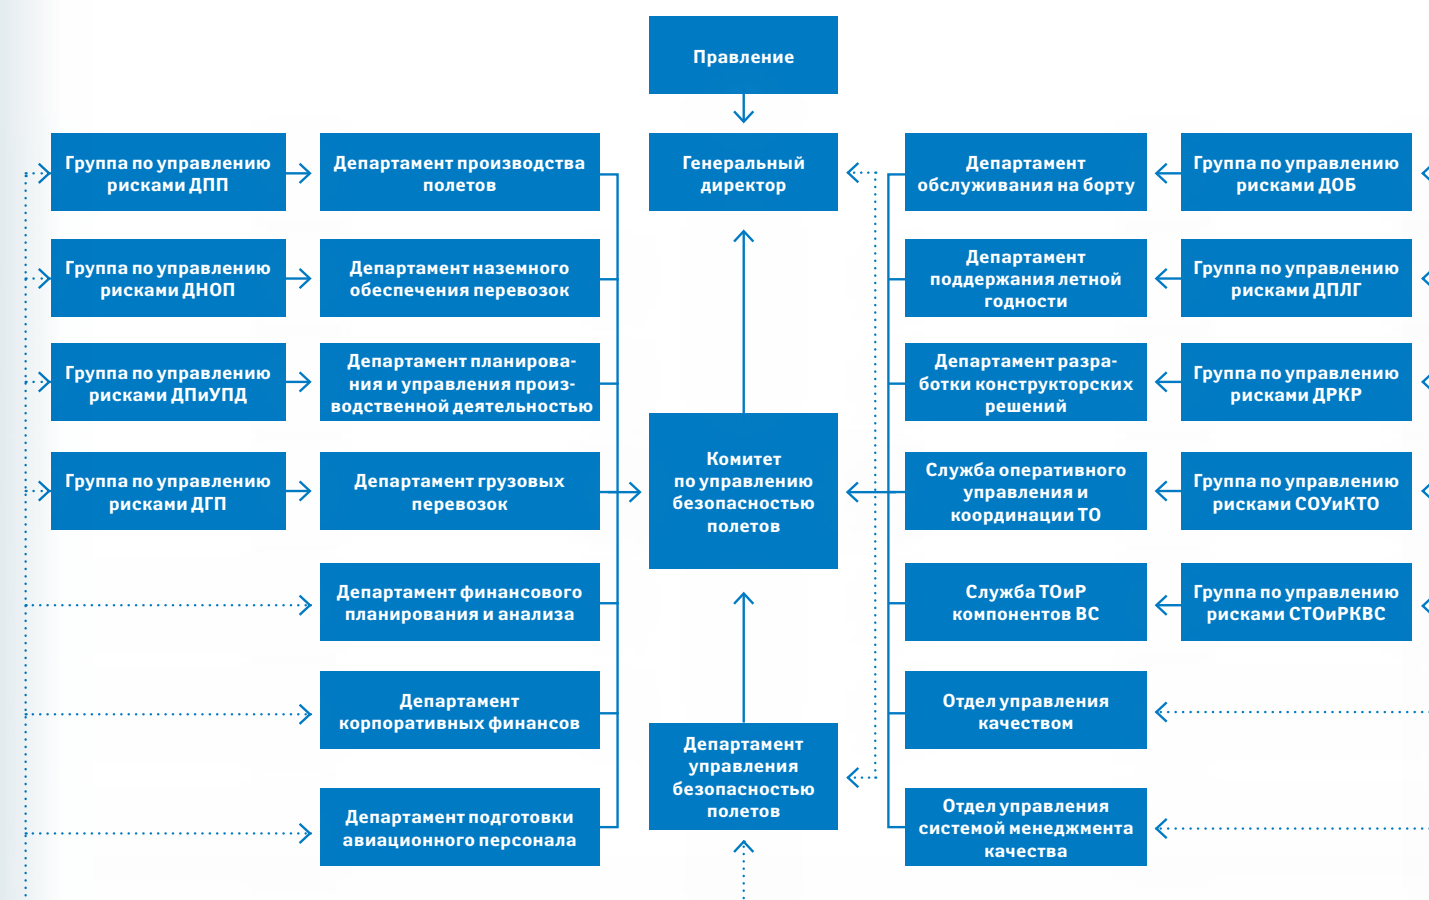 Правление
Группа по управлению
рисками ДПП
Департамент производства
полетов
Генеральный
директор
Департамент
обслуживания на борту
Группа по управлению
рисками ДОБ
Группа по управлению
рисками ДНОП
Департамент наземного
обеспечения перевозок
Департамент
поддержания летной
годности
Группа по управлению
рисками ДПЛГ
Группа по управлению
рисками ДПиУПД
Департамент планирова-
ния и управления произ-
водственной деятельностью
Департамент разра-
ботки конструкторских
решений
Группа по управлению
рисками ДРКР
Группа по управлению
рисками ДГП
Департамент грузовых
перевозок
Комитет
по управлению
безопасностью
полетов
Служба оперативного
управления и
координации ТО
Группа по управлению
рисками СОУиКТО
Департамент финансового
планирования и анализа
Служба ТОиР
компонентов ВС
Группа по управлению
рисками СТОиРКВС
Департамент
корпоративных финансов
Департамент
управления
безопасностью
полетов
Отдел управления
качеством
Департамент подготовки
авиационного персонала
Отдел управления
системой менеджмента
качества